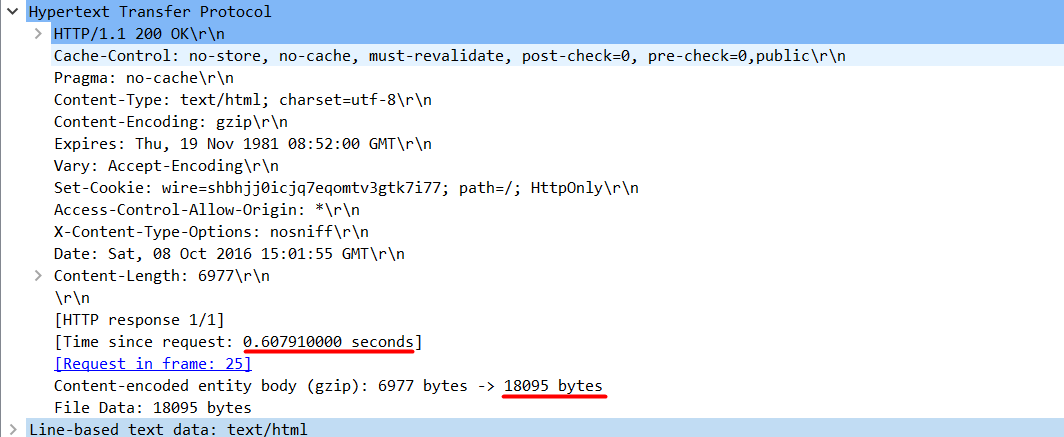 Hypertext Transfer Protocol
HTTP/1.1 200 OK\r\n
Cache-Control: no-store, no-cache, must-revalidate, post-check=0, pre-check=0,public\r\n
Pragma: no-cache\r\n
Content-Type: text/html; charset=utf-8\r\n
Content-Encoding: gzip\r\n
Expires: Thu, 19 Nov 1981 08:52:00 GMT\r\n
Vary: Accept-Encoding\r\n
Set-Cookie: wire=shbhjj0icjq7eqomtv3gtk7i77; path=/; HttpOnly\r\n
Access-Control-Allow-Origin: *\r\n
X-Content-Type-Options: nosniff\r\n
Date: Sat, 08 Oct 2016 15:01:55 GMT\r\n
Content-Length: 6977\r\n
\r\n
[HTTP response 1/1]
[Time since request: 0.607910000 seconds]
[Request in frame: 25]
Content-encoded entity body (gzip): 6977 bytes -> 18095 bytes
File Data: 18095 bytes
Line-based text data: text/html